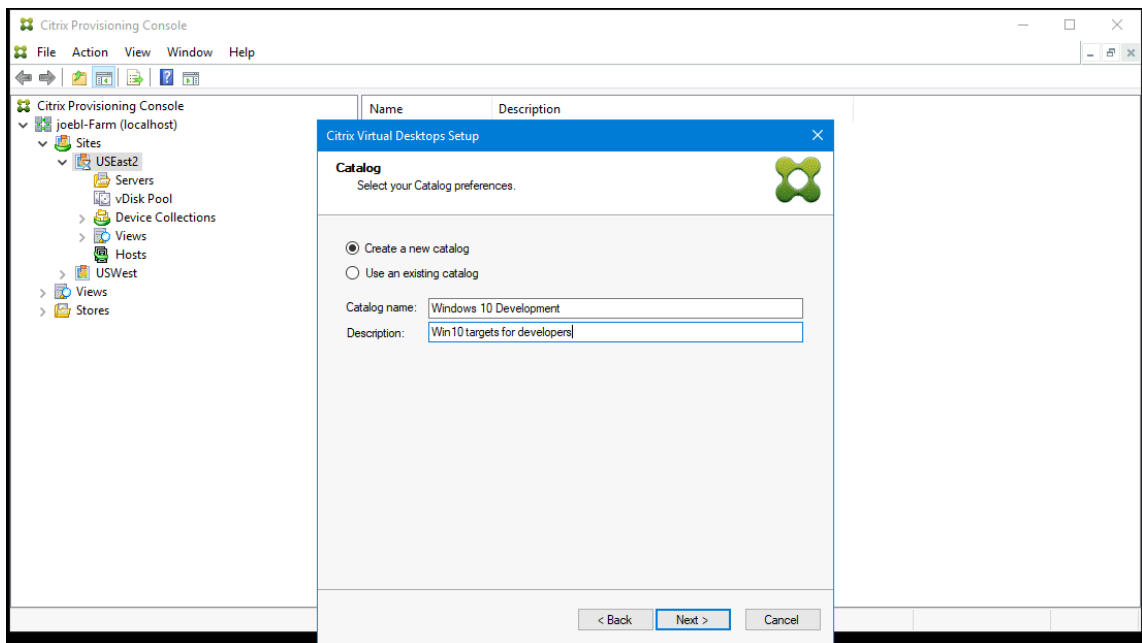 Citrix Provisioning Console
File Action View Window Help
Citrix Provisioning Console
joebl-Farm (localhost)
Sites
USEast2
Servers
vDisk Pool
Device Collections
Views
Hosts
USWest
Views
Stores
Name Description
Citrix Virtual Desktops Setup
Catalog
Select your Catalog preferences.
Create a new catalog
Use an existing catalog
Catalog name: Windows 10 Development
Description: Win10 targets for developers
< Back Next > Cancel